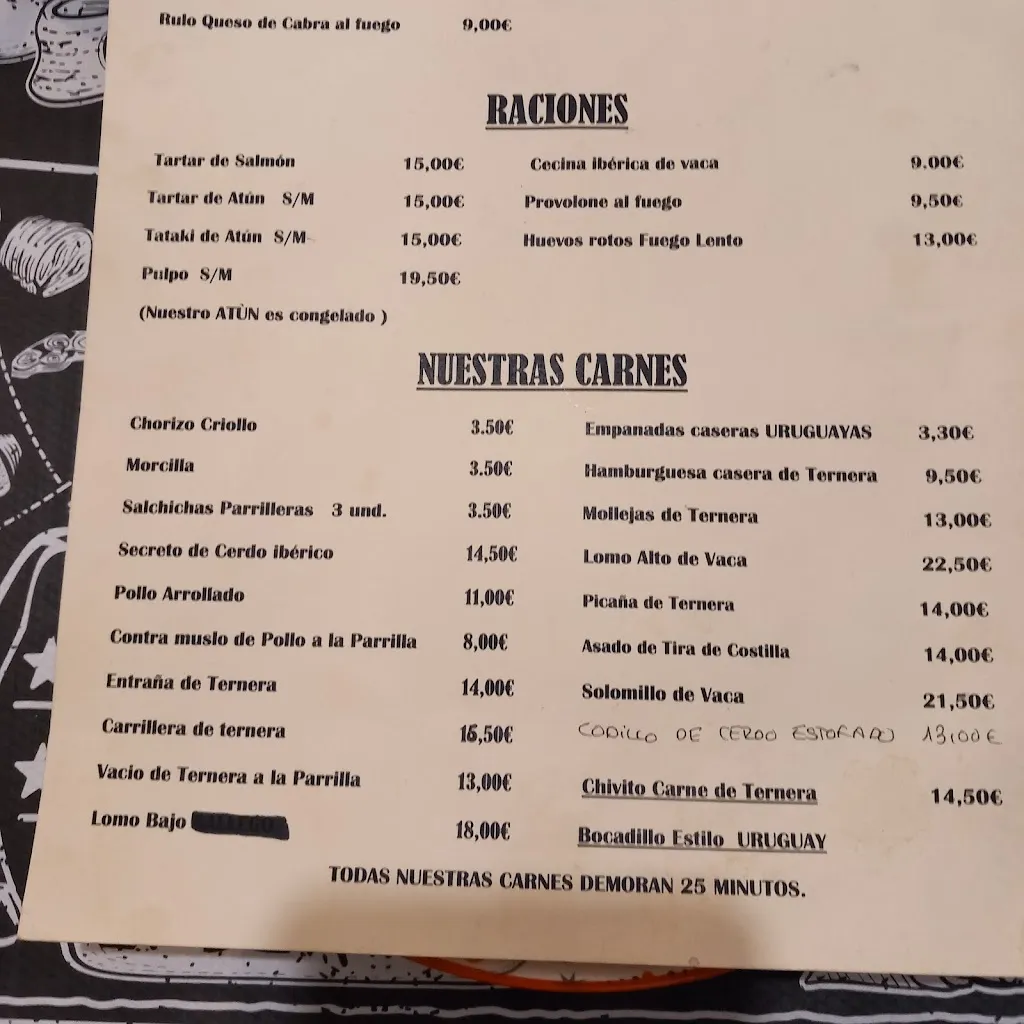 Rulo Queso de Cabra al fuego 9,00€
RACIONES
Tartar de Salmón 15,00€ Cecina ibérica de vaca 9.00€
Tartar de Atún S/M 15,00€ Provolone al fuego 9,50€
Tataki de Atún S/M 15,00€ Huevos rotos Fuego Lento 13,00€
Pulpo S/M 19,50€
(Nuestro ATÙN es congelado )
NUESTRAS CARNES
Chorizo Criollo 3.50€ Empanadas caseras URUGUAYAS 3,30€
Morcilla 3.50€ Hamburguesa casera de Ternera 9,50€
Salchichas Parrilleras 3 und. 3.50€ Mollejas de Ternera 13,00€
Secreto de Cerdo ibérico 14,50€ Lomo Alto de Vaca 22,50€
Pollo Arrollado 11,00€ Picaña de Ternera 14,00€
Contra muslo de Pollo a la Parrilla 8,00€ Asado de Tira de Costilla 14,00€
Entraña de Ternera 14,00€ Solomillo de Vaca 21,50€
Carrillera de ternera 16,50€ CODILLO DE CERDO ESTOFADO 13,00€
Vacio de Ternera a la Parrilla 13,00€ Chivito Carne de Ternera 14,50€
Lomo Bajo 18,00€ Bocadillo Estilo URUGUAY
TODAS NUESTRAS CARNES DEMORAN 25 MINUTOS.